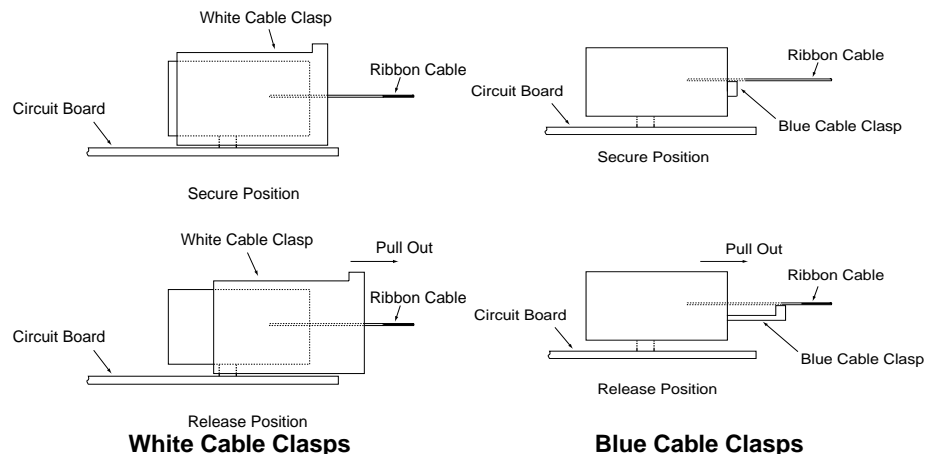 White Cable Clasp
Ribbon Cable
Circuit Board
Secure Position
White Cable Clasp
Pull Out
Ribbon Cable
Circuit Board
Release Position
White Cable Clasps
Ribbon Cable
Circuit Board
Blue Cable Clasp
Secure Position
Pull Out
Ribbon Cable
Circuit Board
Blue Cable Clasp
Release Position
Blue Cable Clasps